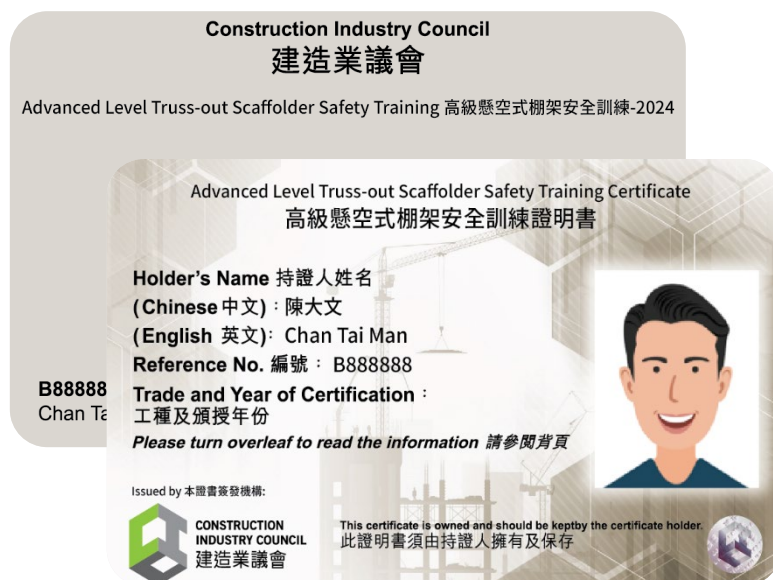 Construction Industry Council
建造業議會
Advanced Level Truss-out Scaffolder Safety Training 高級懸空式棚架安全訓練-2024
B88888
Chan Ta
Advanced Level Truss-out Scaffolder Safety Training Certificate
高級懸空式棚架安全訓練證明書
Holder's Name 持證人姓名
(Chinese 中文)：陳大文
(English 英文)： Chan Tai Man
Reference No. 編號： B888888
Trade and Year of Certification：
工種及頒授年份
Please turn overleaf to read the information 請參閱背頁
Issued by 本證書簽發機構:
CONSTRUCTION
INDUSTRY COUNCIL
建造業議會
This certificate is owned and should be keptby the certificate holder.
此證明書須由持證人擁有及保存